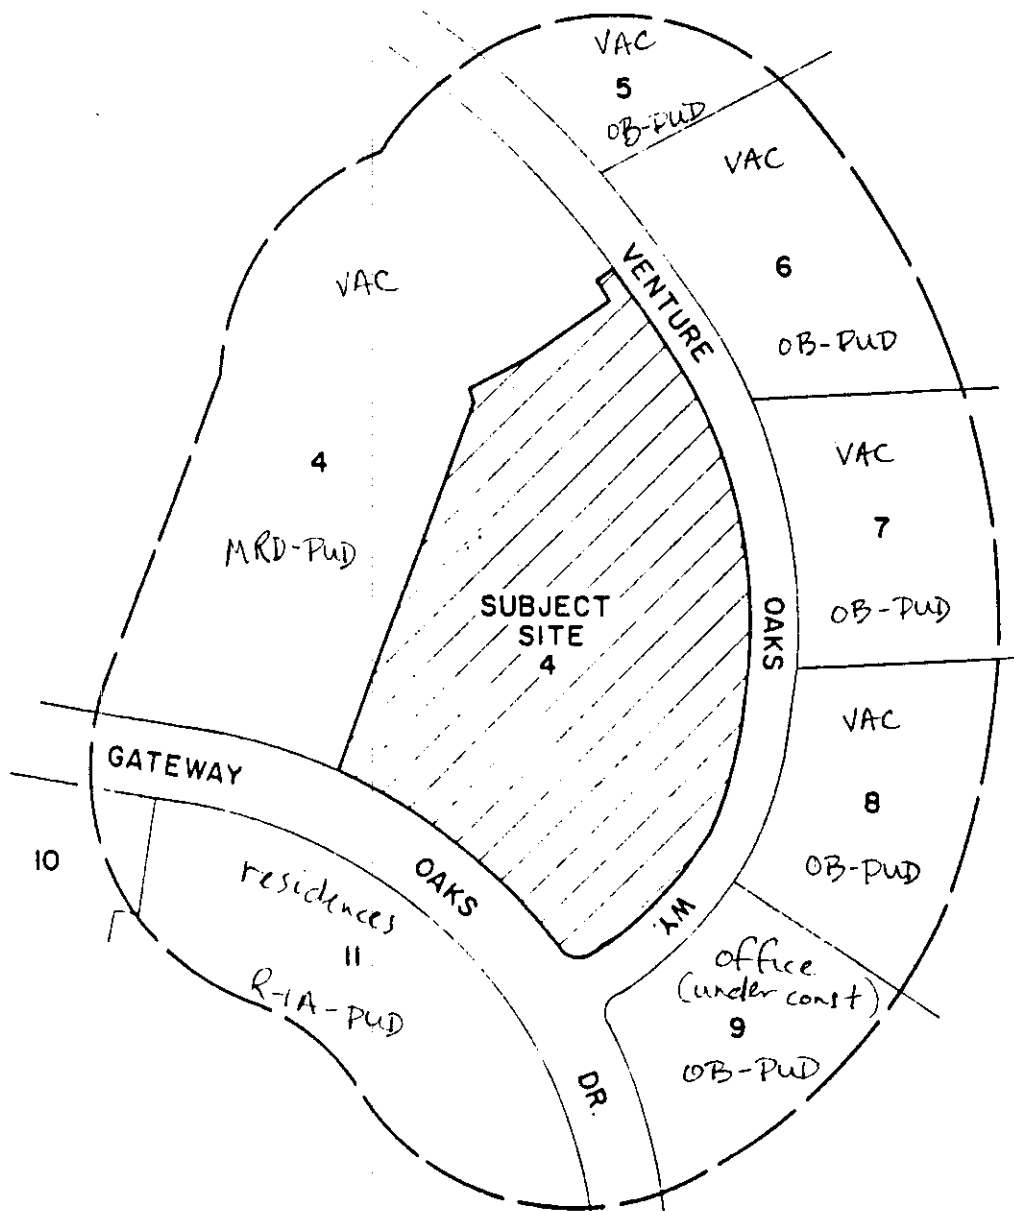 VAC
5
OB-PUD
VAC
6
OB-PUD
VENTURE
OAKS
WY.
VAC
4
MRD-PUD
SUBJECT
SITE
4
VAC
7
OB-PUD
VAC
8
OB-PUD
GATEWAY
OAKS
DR.
10
residences
11
R-1A-PUD
office
(under const)
9
OB-PUD